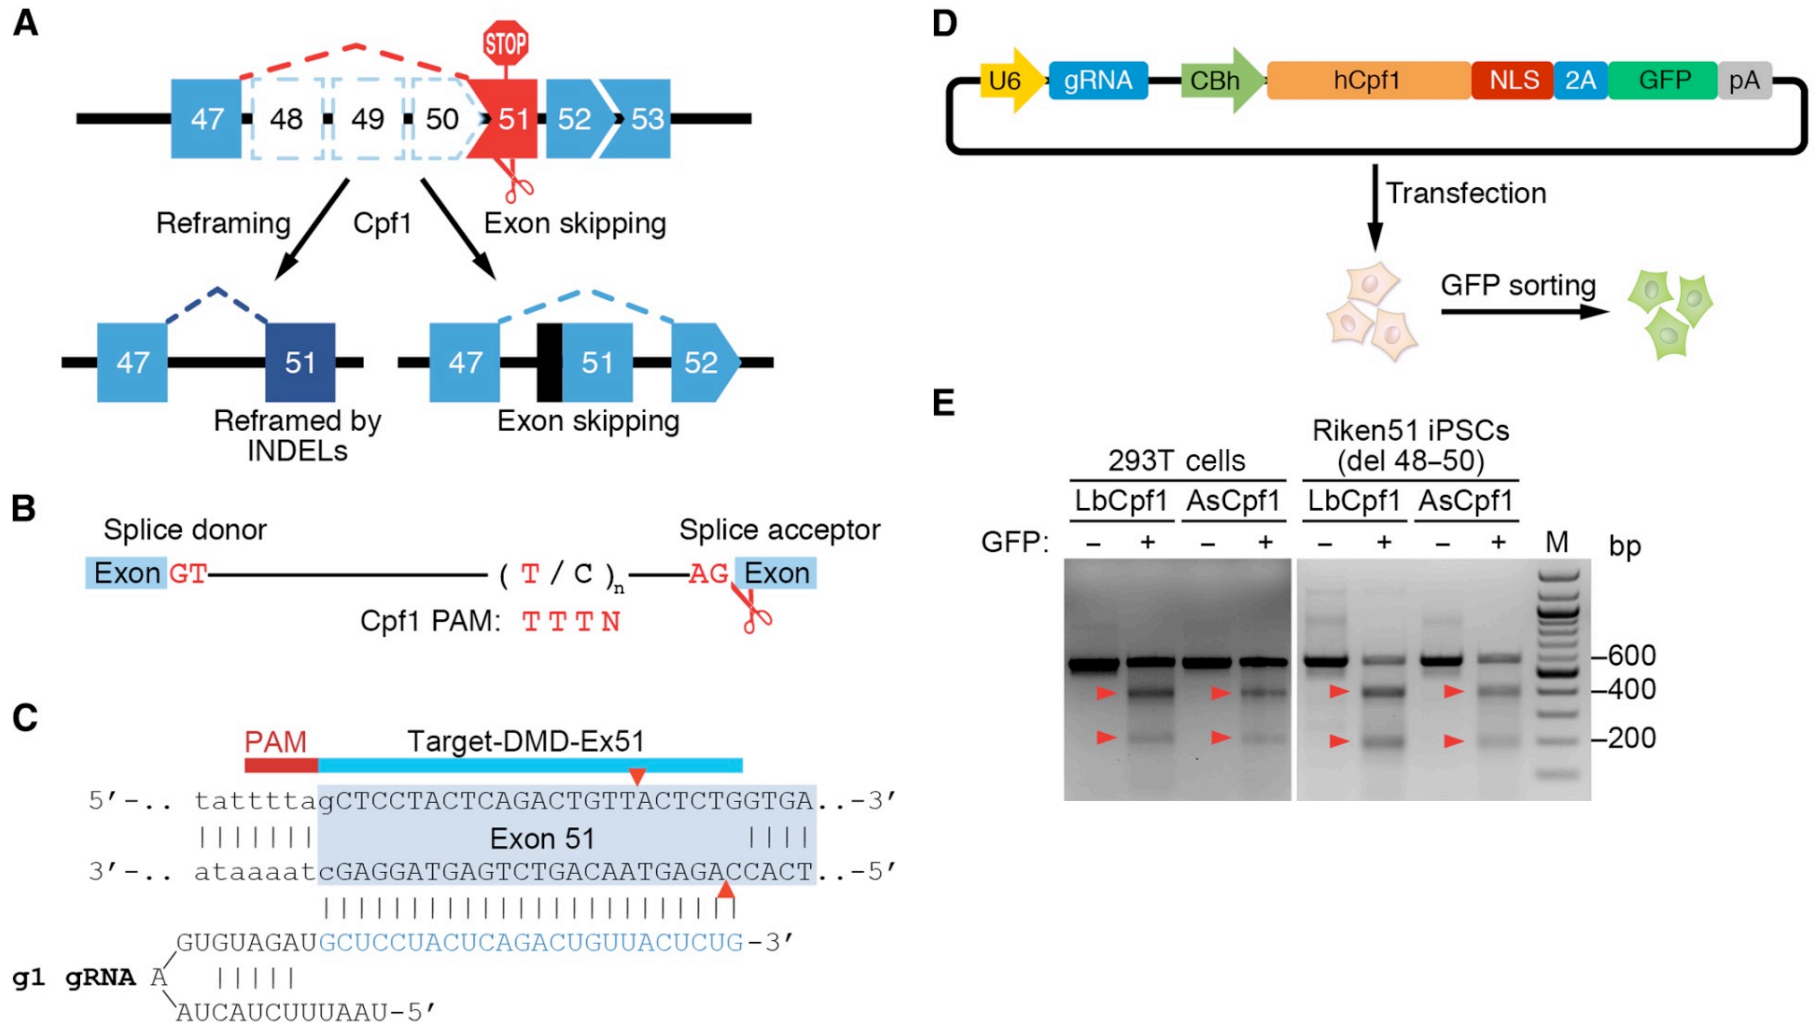 A
STOP
47 48 49 50 51 52 53
Reframing Cpf1 Exon skipping
47 51 47 51 52
Reframed by
INDELs
Exon skipping
B
Splice donor Splice acceptor
Exon GT ( T / C )n AG Exon
Cpf1 PAM: T T T N
C
PAM Target-DMD-Ex51
5′-.. tattttagCTCCTACTCAGACTGTTACTCTGGTGA..-3′
Exon 51
3′-.. ataaaatcGAGGATGAGTCTGACAATGAGACCACT..-5′
GUGUAGAUGCUCCUACUCAGACUGUUACUCUG-3′
g1 gRNA A
AUCAUCUUUAAU-5′
D
U6 gRNA CBh hCpf1 NLS 2A GFP pA
Transfection
GFP sorting
E
293T cells
Riken51 iPSCs
(del 48–50)
LbCpf1 AsCpf1 LbCpf1 AsCpf1
GFP: – + – + – + – + M bp
600
400
200